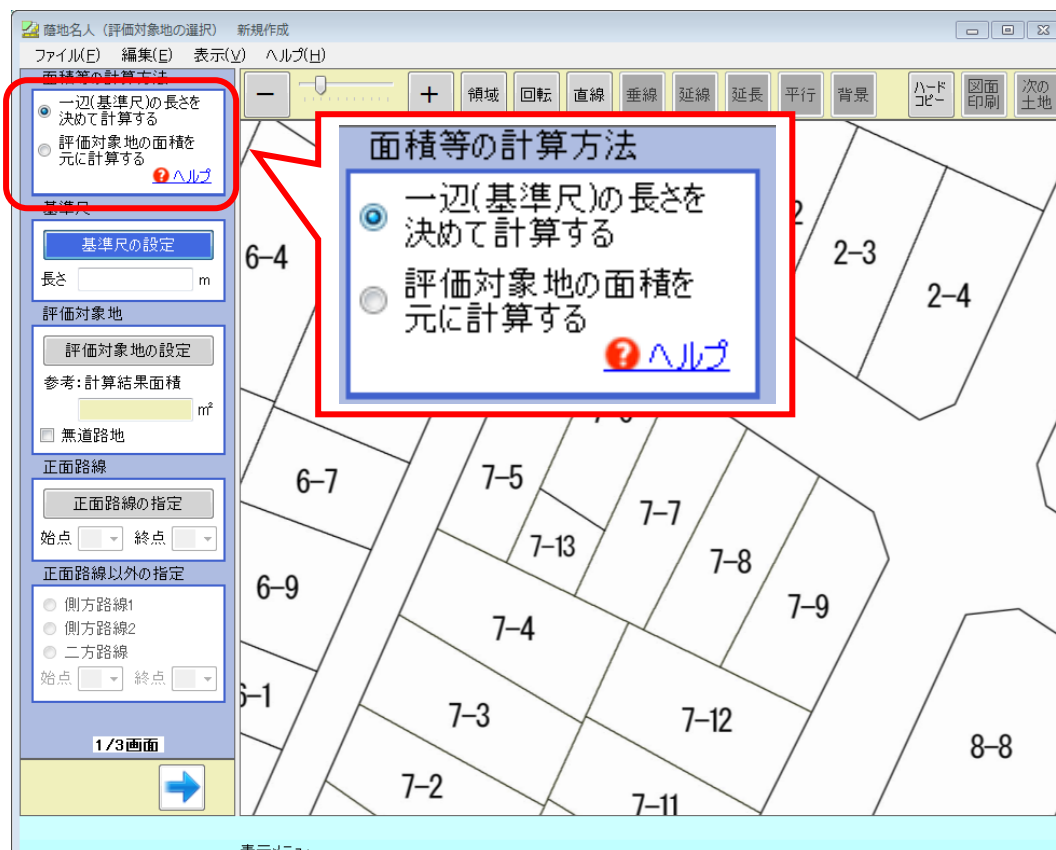 蔭地名人（評価対象地の選択） 新規作成
ファイル(F) 編集(E) 表示(V) ヘルプ(H)
面積等の計算方法
一辺(基準尺)の長さを
決めて計算する
評価対象地の面積を
元に計算する
ヘルプ
基準尺
基準尺の設定
長さ m
評価対象地
評価対象地の設定
参考:計算結果面積
㎡
無道路地
正面路線
正面路線の指定
始点 終点
正面路線以外の指定
側方路線1
側方路線2
二方路線
始点 終点
1/3画面
− + 領域 回転 直線 垂線 延線 延長 平行 背景 ハードコピー 図面印刷 次の土地
面積等の計算方法
一辺(基準尺)の長さを
決めて計算する
評価対象地の面積を
元に計算する
ヘルプ
6-4
2-3
2-4
6-7
7-5
7-7
7-13
7-8
6-9
7-9
7-4
7-3
7-12
8-8
7-2
7-11